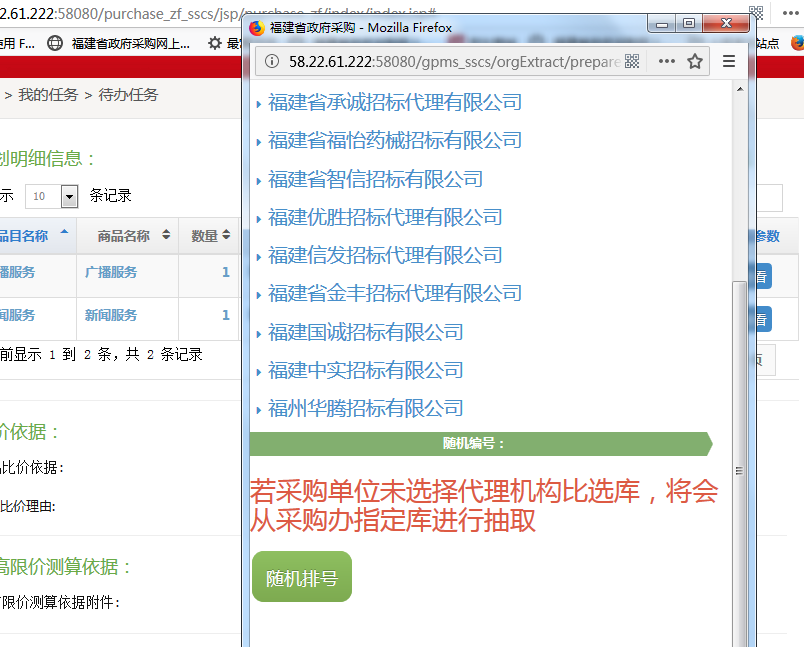 2.61.222:58080/purchase_zf_sscs/jsp/purchase_zf/index/index.jsp#
福建省政府采购网上...
站点
> 我的任务 > 待办任务
划明细信息：
示 10 条记录
品目名称 商品名称 数量 参数
播服务 广播服务 1 看
闻服务 新闻服务 1 看
前显示 1 到 2 条，共 2 条记录
页
价依据：
比价依据:
比价理由:
高限价测算依据：
限价测算依据附件:
福建省政府采购 - Mozilla Firefox
58.22.61.222:58080/gpms_sscs/orgExtract/prepare
福建省承诚招标代理有限公司
福建省福怡药械招标有限公司
福建省智信招标有限公司
福建优胜招标代理有限公司
福建信发招标代理有限公司
福建省金丰招标代理有限公司
福建国诚招标有限公司
福建中实招标有限公司
福州华腾招标有限公司
随机编号：
若采购单位未选择代理机构比选库，将会
从采购办指定库进行抽取
随机排号